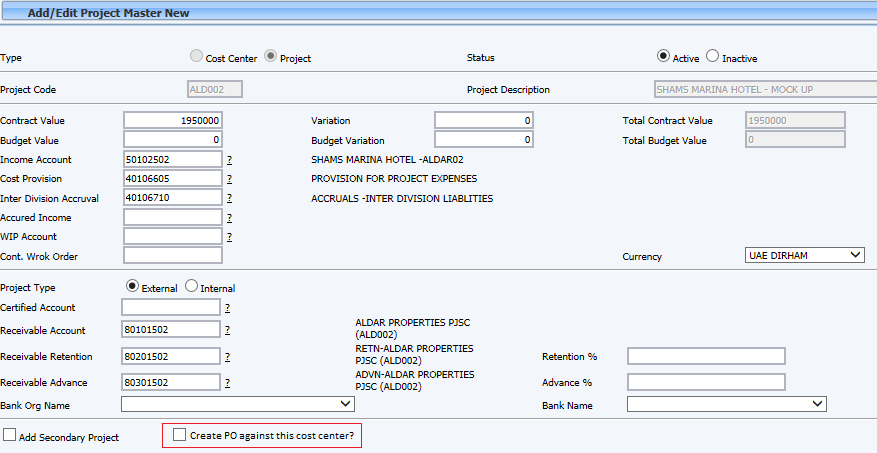 Add/Edit Project Master New
Type Cost Center Project Status Active Inactive
Project Code ALD002 Project Description SHAMS MARINA HOTEL - MOCK UP
Contract Value 1950000 Variation 0 Total Contract Value 1950000
Budget Value 0 Budget Variation 0 Total Budget Value 0
Income Account 50102502 ? SHAMS MARINA HOTEL -ALDAR02
Cost Provision 40106605 ? PROVISION FOR PROJECT EXPENSES
Inter Division Accruval 40106710 ? ACCRUALS -INTER DIVISION LIABLITIES
Accured Income ?
WIP Account ?
Cont. Wrok Order Currency UAE DIRHAM
Project Type External Internal
Certified Account ?
Receivable Account 80101502 ? ALDAR PROPERTIES PJSC
(ALD002)
Receivable Retention 80201502 ? RETN-ALDAR PROPERTIES
PJSC (ALD002) Retention %
Receivable Advance 80301502 ? ADVN-ALDAR PROPERTIES
PJSC (ALD002) Advance %
Bank Org Name Bank Name
Add Secondary Project Create PO against this cost center?